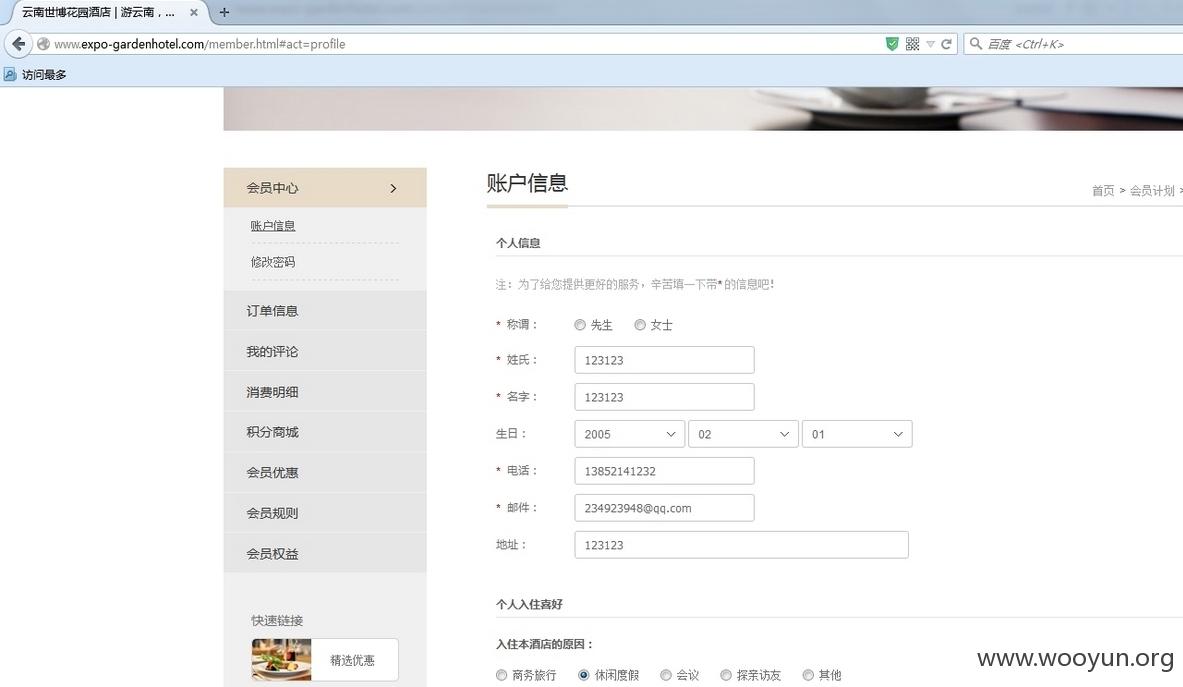 云南世博花园酒店 | 游云南，... × +
www.expo-gardenhotel.com/member.html#act=profile
百度 <Ctrl+K>
访问最多
会员中心
账户信息
修改密码
订单信息
我的评论
消费明细
积分商城
会员优惠
会员规则
会员权益
快速链接
精选优惠
账户信息
首页 > 会员计划 >
个人信息
注：为了给您提供更好的服务，辛苦填一下带*的信息吧！
* 称谓： 先生 女士
* 姓氏： 123123
* 名字： 123123
生日： 2005 02 01
* 电话： 13852141232
* 邮件： 234923948@qq.com
地址： 123123
个人入住喜好
入住本酒店的原因：
商务旅行 休闲度假 会议 探亲访友 其他
www.wooyun.org